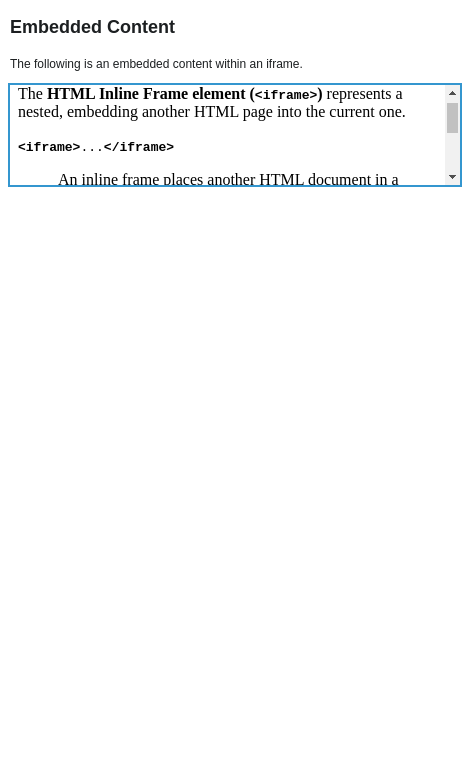 Embedded Content
The following is an embedded content within an iframe.
The HTML Inline Frame element (<iframe>) represents a
nested, embedding another HTML page into the current one.
<iframe>...</iframe>
An inline frame places another HTML document in a